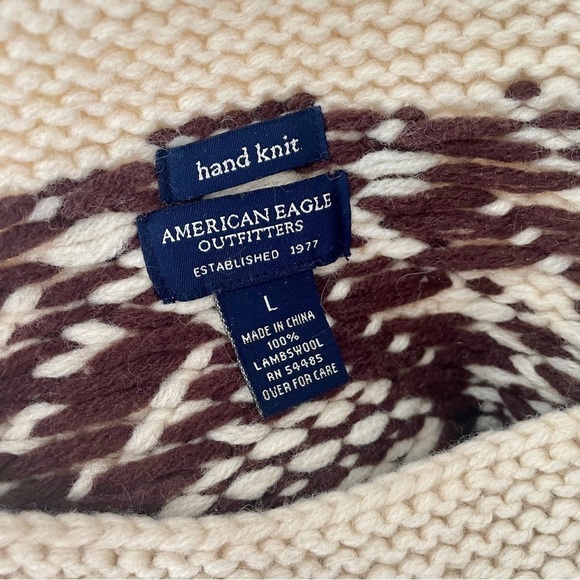 hand knit
AMERICAN EAGLE
OUTFITTERS
ESTABLISHED 1977
L
MADE IN CHINA
100%
LAMBSWOOL
RN 54485
OVER FOR CARE